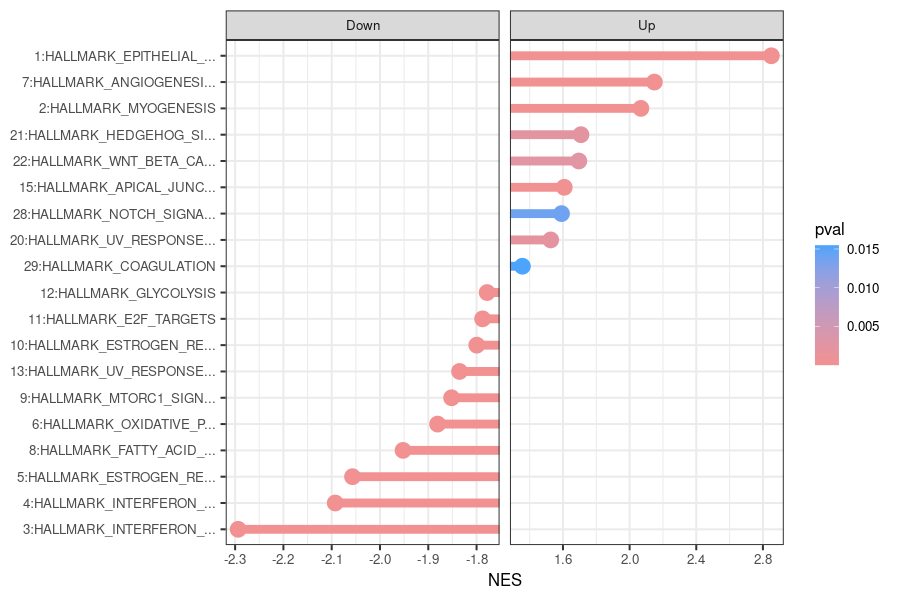 Down Up
1:HALLMARK_EPITHELIAL_...
7:HALLMARK_ANGIOGENESI...
2:HALLMARK_MYOGENESIS
21:HALLMARK_HEDGEHOG_SI...
22:HALLMARK_WNT_BETA_CA...
15:HALLMARK_APICAL_JUNC...
28:HALLMARK_NOTCH_SIGNA...
20:HALLMARK_UV_RESPONSE...
29:HALLMARK_COAGULATION
12:HALLMARK_GLYCOLYSIS
11:HALLMARK_E2F_TARGETS
10:HALLMARK_ESTROGEN_RE...
13:HALLMARK_UV_RESPONSE...
9:HALLMARK_MTORC1_SIGN...
6:HALLMARK_OXIDATIVE_P...
8:HALLMARK_FATTY_ACID_...
5:HALLMARK_ESTROGEN_RE...
4:HALLMARK_INTERFERON_...
3:HALLMARK_INTERFERON_...
-2.3 -2.2 -2.1 -2.0 -1.9 -1.8 1.6 2.0 2.4 2.8
NES
pval
0.015
0.010
0.005